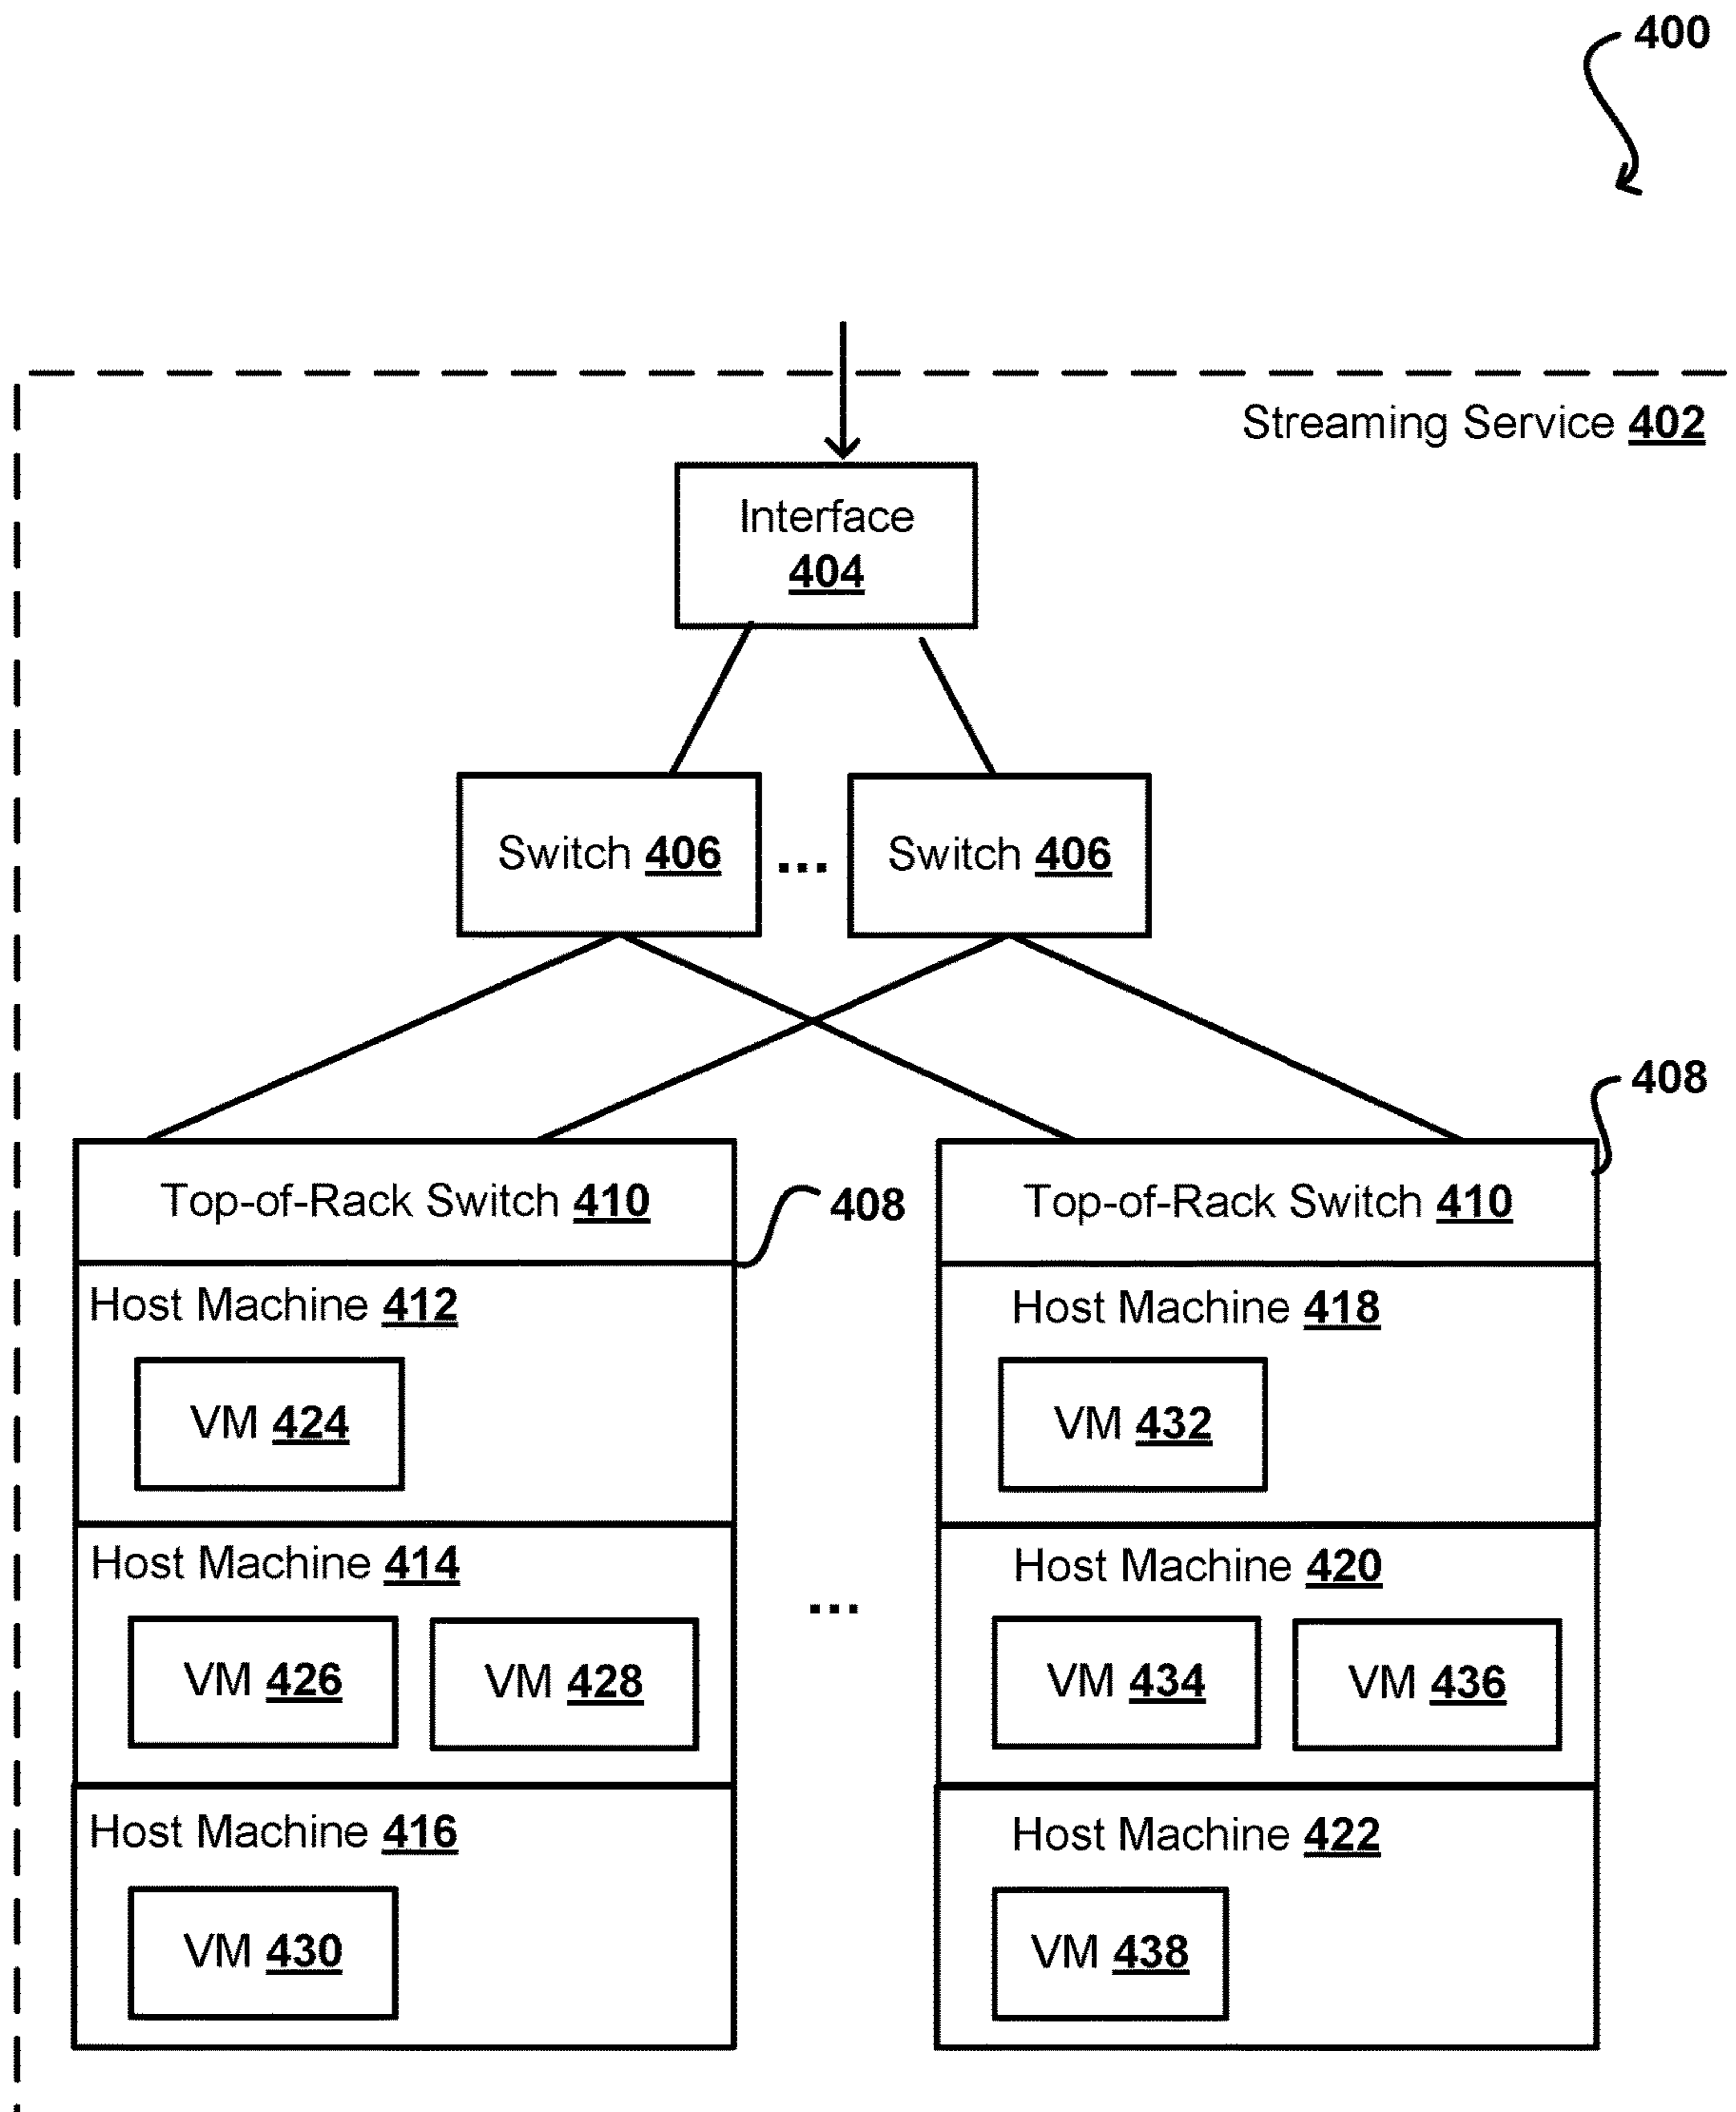 400
Streaming Service 402
Interface
404
Switch 406 ... Switch 406
408
Top-of-Rack Switch 410
408
Top-of-Rack Switch 410
Host Machine 412
VM 424
Host Machine 414
VM 426
VM 428
Host Machine 416
VM 430
...
Host Machine 418
VM 432
Host Machine 420
VM 434
VM 436
Host Machine 422
VM 438